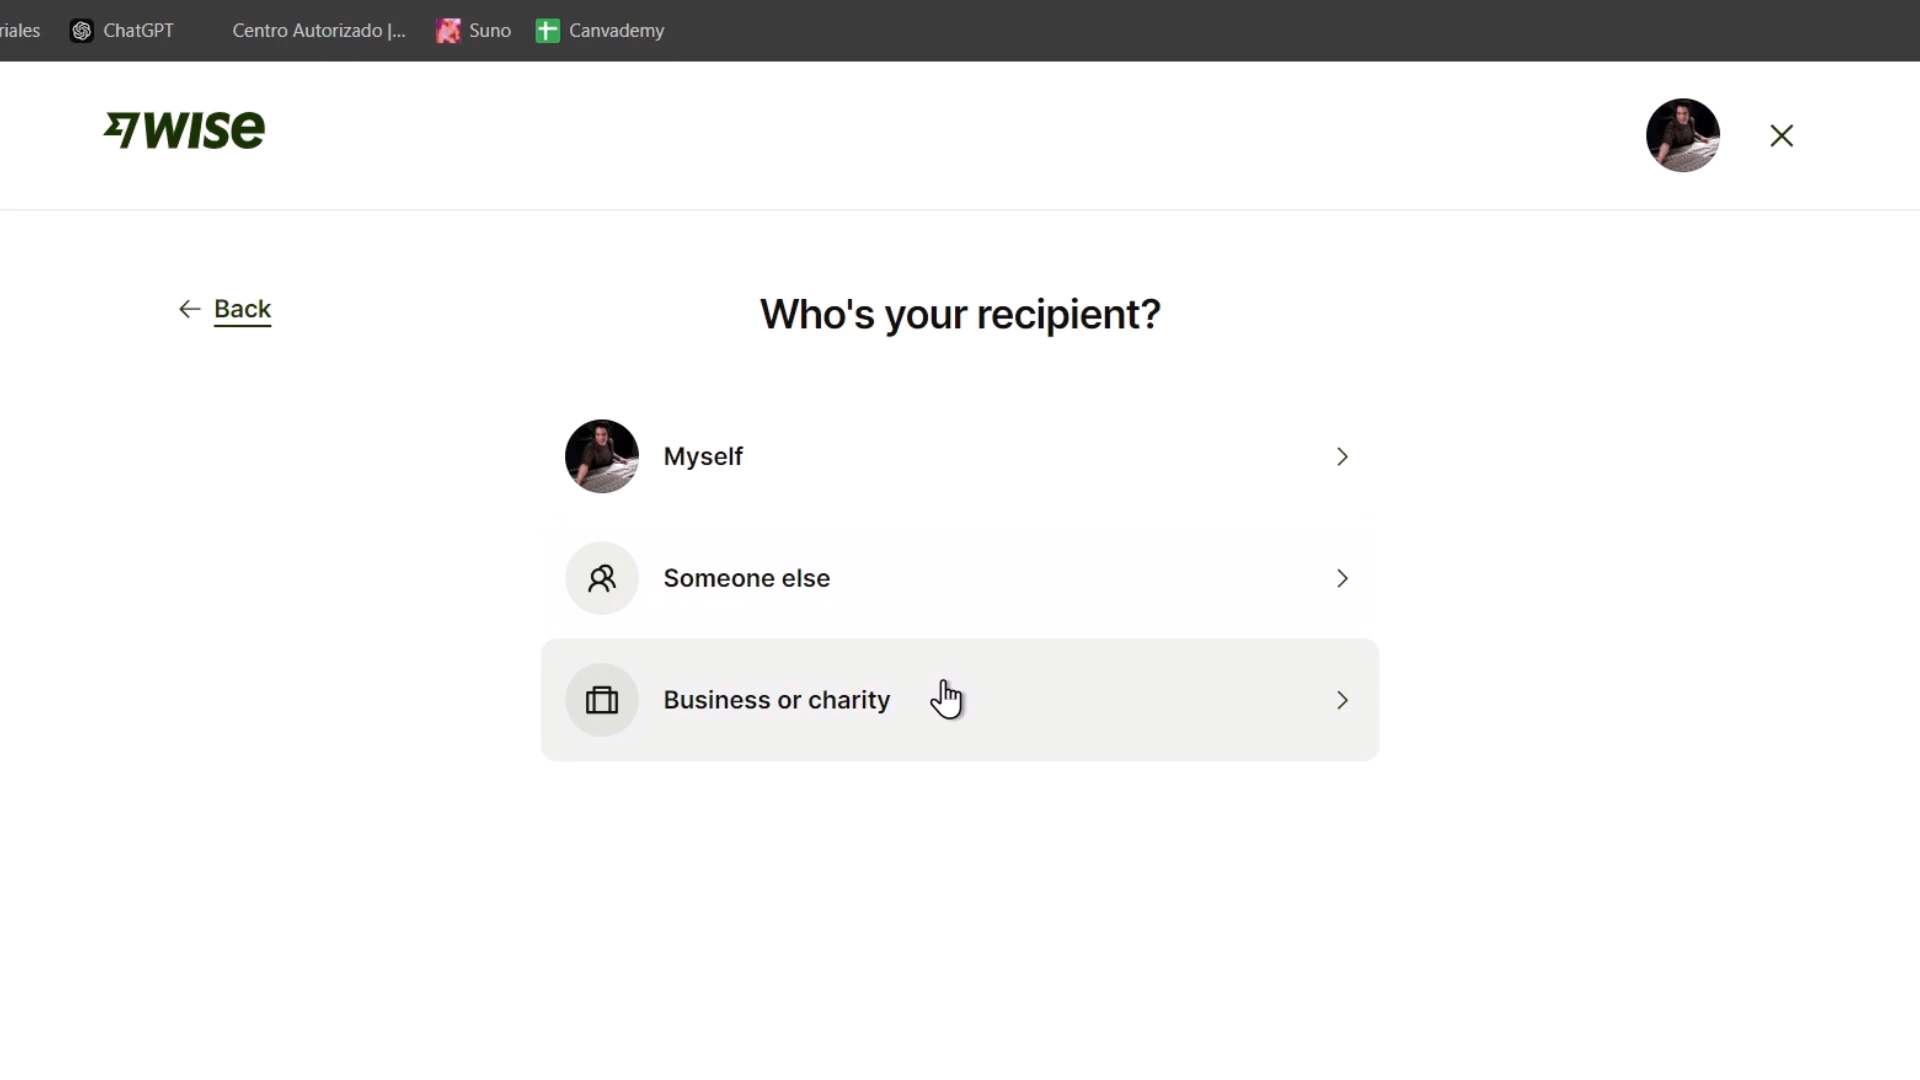 riales ChatGPT Centro Autorizado |... Suno Canvademy
WISE
Back
Who's your recipient?
Myself
Someone else
Business or charity